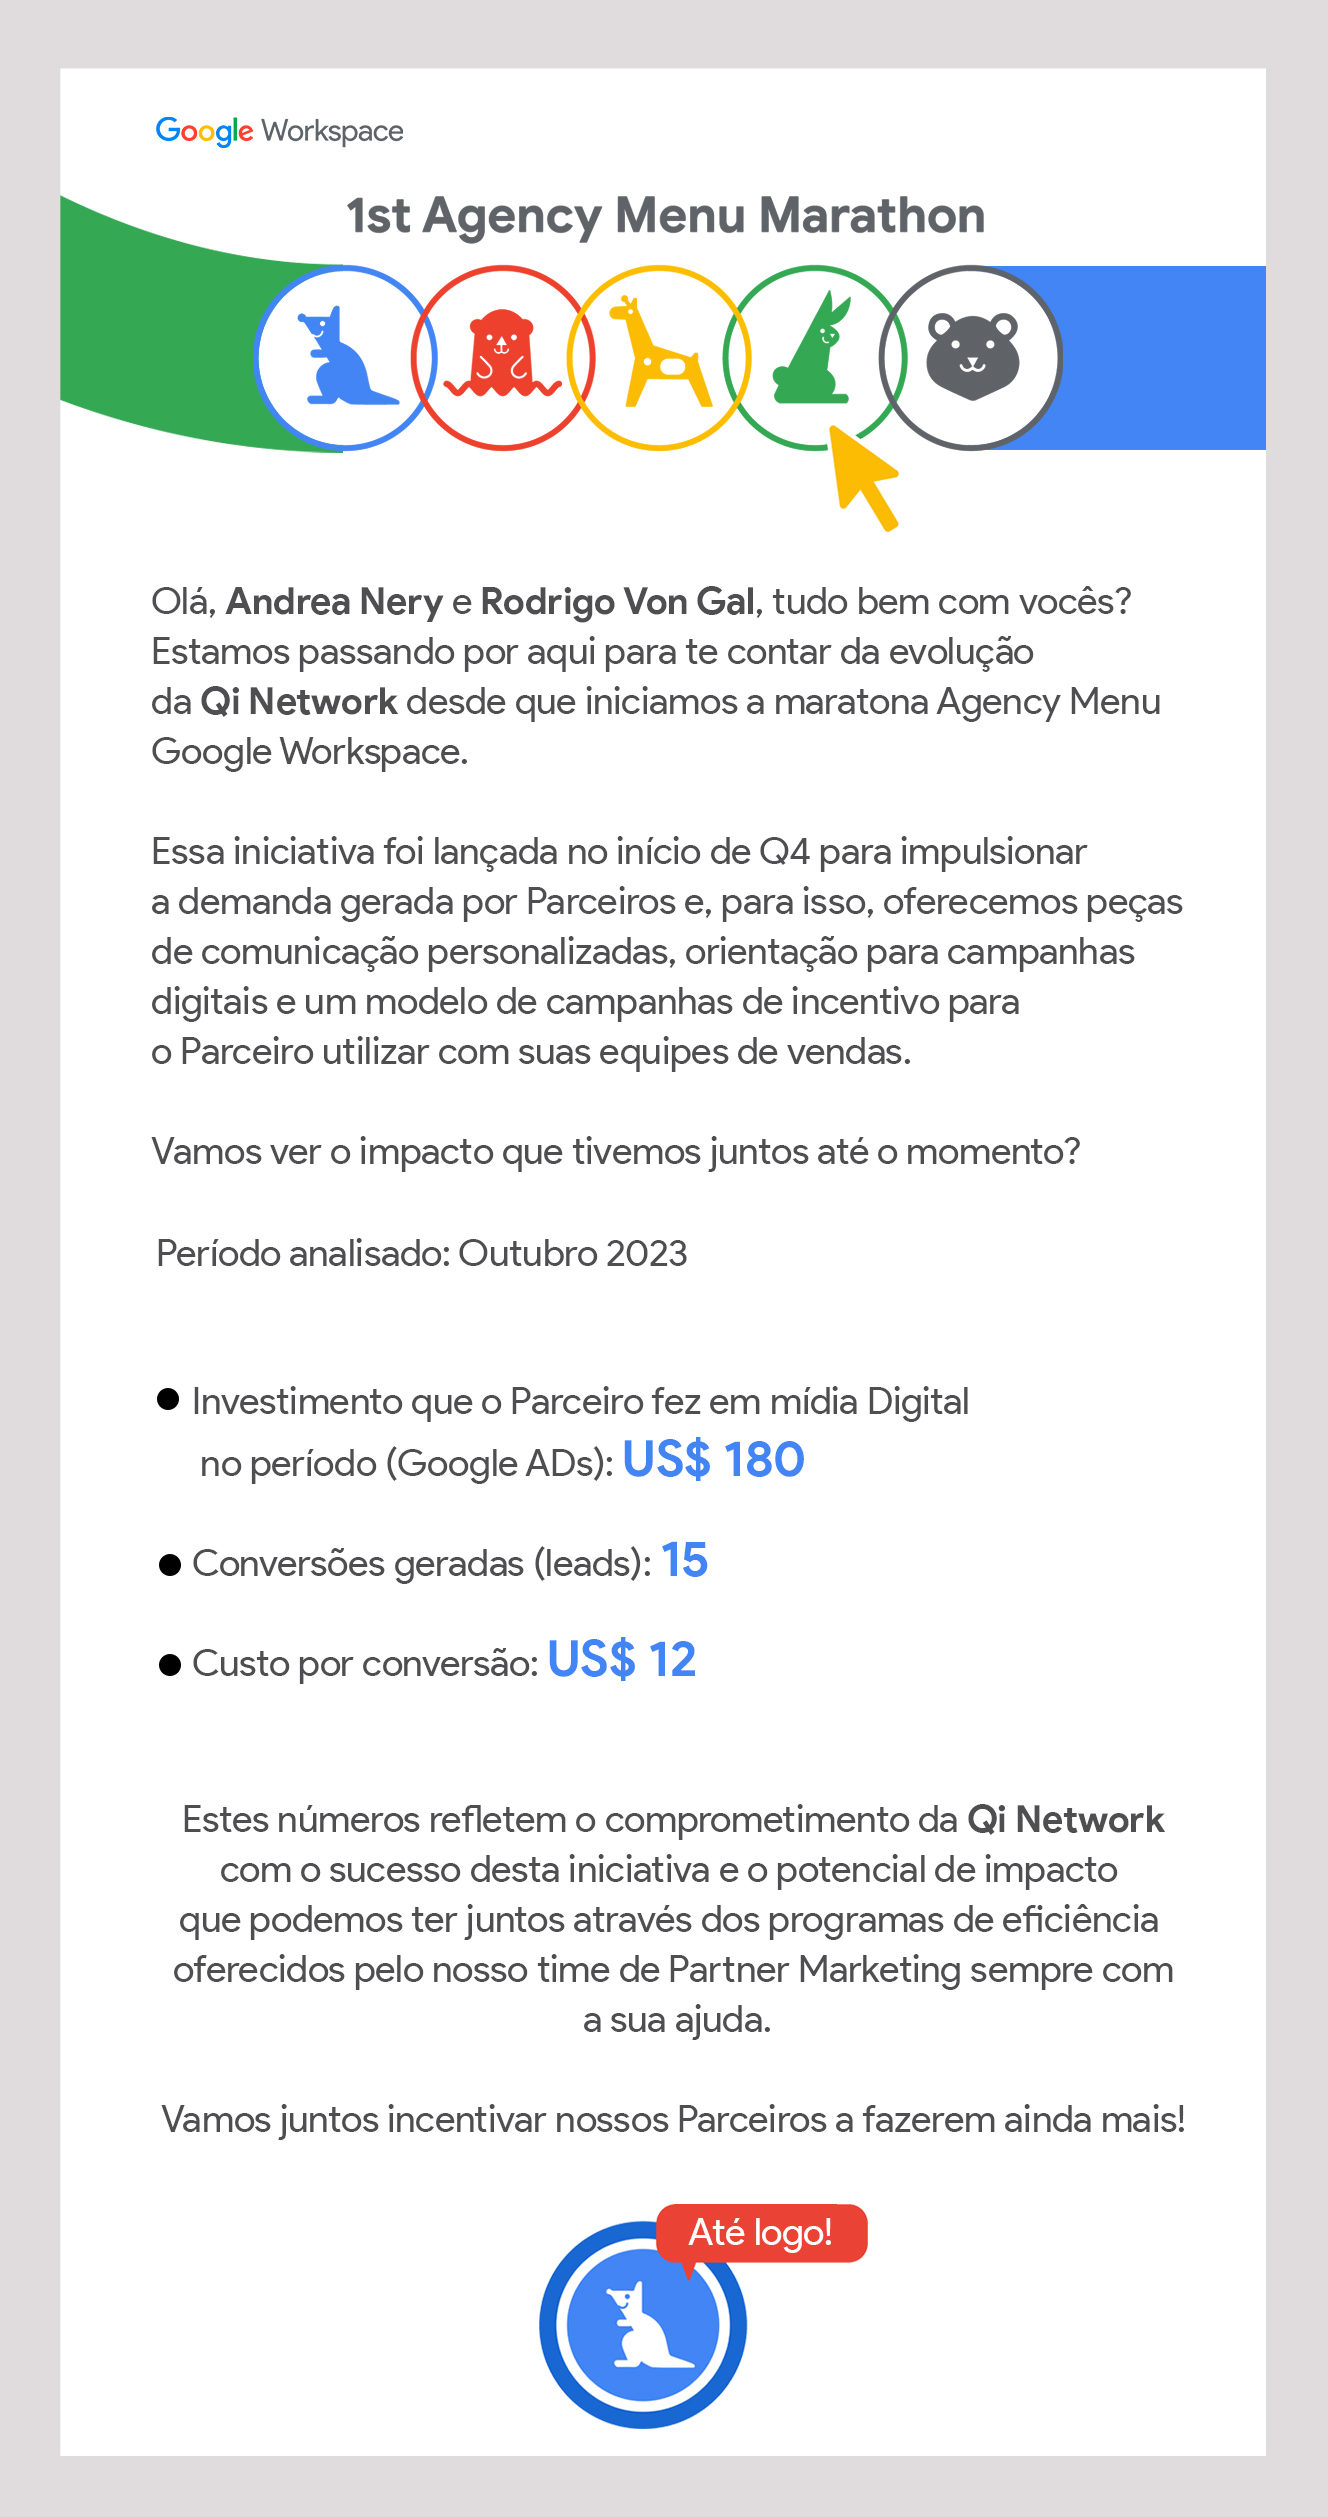 Google Workspace
1st Agency Menu Marathon
Olá, Andrea Nery e Rodrigo Von Gal, tudo bem com vocês?
Estamos passando por aqui para te contar da evolução
da Qi Network desde que iniciamos a maratona Agency Menu
Google Workspace.
Essa iniciativa foi lançada no início de Q4 para impulsionar
a demanda gerada por Parceiros e, para isso, oferecemos peças
de comunicação personalizadas, orientação para campanhas
digitais e um modelo de campanhas de incentivo para
o Parceiro utilizar com suas equipes de vendas.
Vamos ver o impacto que tivemos juntos até o momento?
Período analisado: Outubro 2023
● Investimento que o Parceiro fez em mídia Digital
no período (Google ADs): US$ 180
● Conversões geradas (leads): 15
● Custo por conversão: US$ 12
Estes números refletem o comprometimento da Qi Network
com o sucesso desta iniciativa e o potencial de impacto
que podemos ter juntos através dos programas de eficiência
oferecidos pelo nosso time de Partner Marketing sempre com
a sua ajuda.
Vamos juntos incentivar nossos Parceiros a fazerem ainda mais!
Até logo!